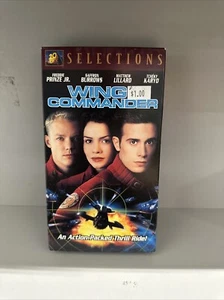 SELECTIONS
FREDDIE PRINZE JR.
SAFFRON BURROWS
MATTHEW LILLARD
TCHÉKY KARYO
$1.00
WING COMMANDER
An Action-Packed Thrill Ride!